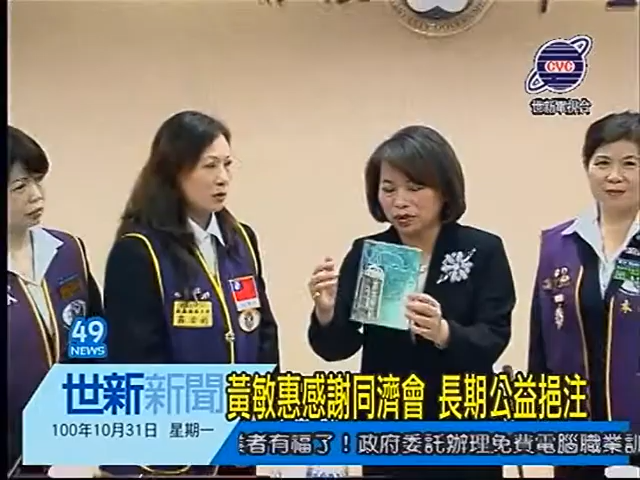 CVC
世新電視台
49
NEWS
世新新聞
黃敏惠感謝同濟會 長期公益挹注
100年10月31日 星期一
者有福了！政府委託辦理免費電腦職業訓